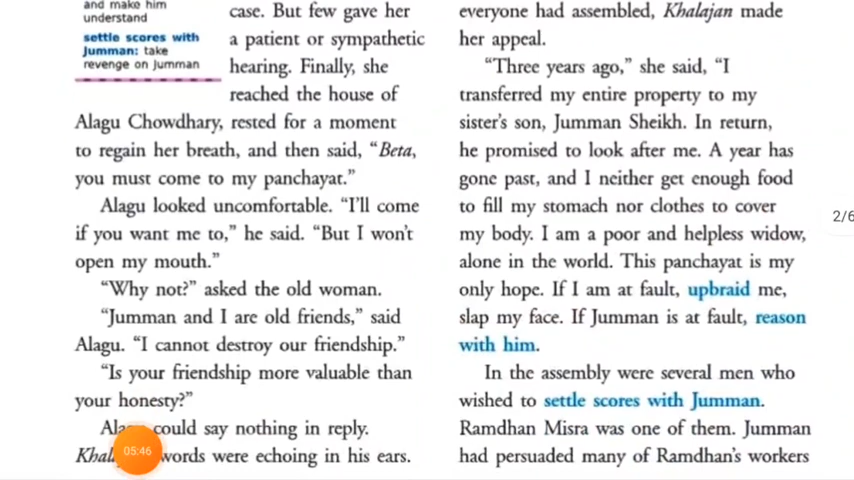 and make him
understand
settle scores with
Jumman: take
revenge on Jumman
case. But few gave her
a patient or sympathetic
hearing. Finally, she
reached the house of
Alagu Chowdhary, rested for a moment
to regain her breath, and then said, “Beta,
you must come to my panchayat.”
Alagu looked uncomfortable. “I’ll come
if you want me to,” he said. “But I won’t
open my mouth.”
“Why not?” asked the old woman.
“Jumman and I are old friends,” said
Alagu. “I cannot destroy our friendship.”
“Is your friendship more valuable than
your honesty?”
could say nothing in reply.
words were echoing in his ears.
05:46
everyone had assembled, Khalajan made
her appeal.
“Three years ago,” she said, “I
transferred my entire property to my
sister’s son, Jumman Sheikh. In return,
he promised to look after me. A year has
gone past, and I neither get enough food
to fill my stomach nor clothes to cover
my body. I am a poor and helpless widow,
alone in the world. This panchayat is my
only hope. If I am at fault, upbraid me,
slap my face. If Jumman is at fault, reason
with him.
In the assembly were several men who
wished to settle scores with Jumman.
Ramdhan Misra was one of them. Jumman
had persuaded many of Ramdhan’s workers
2/6